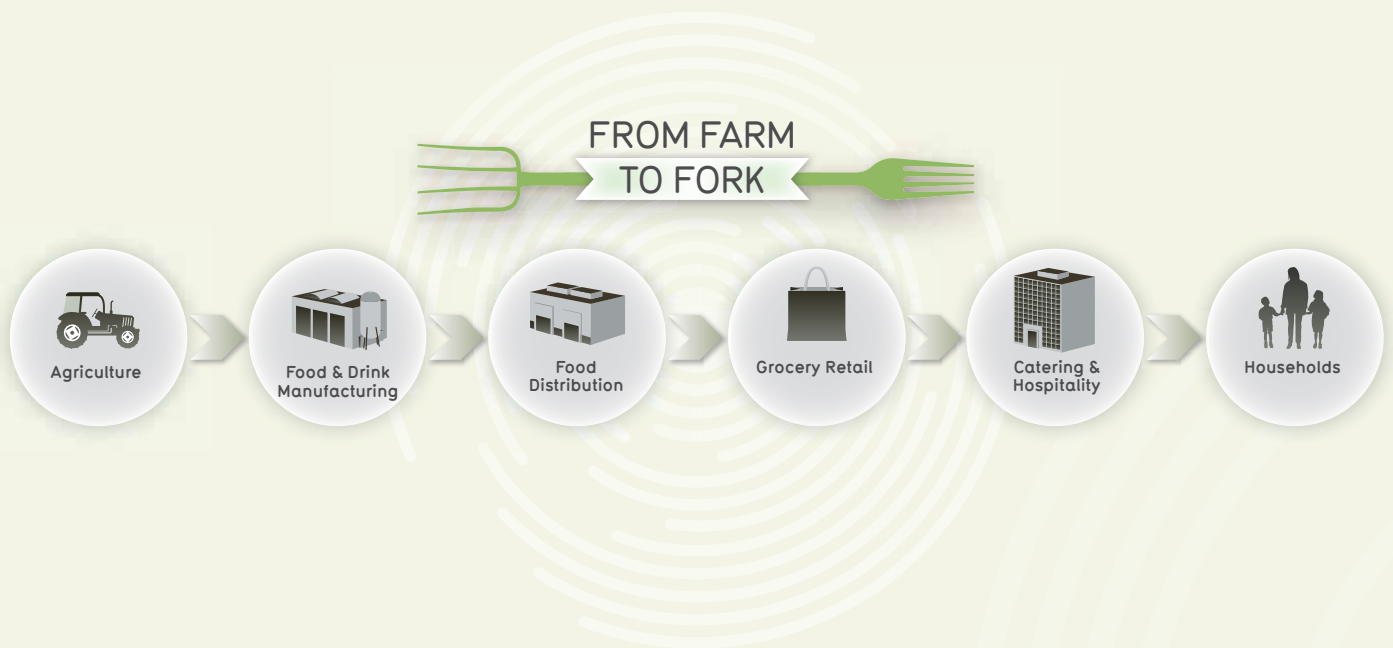 FROM FARM
TO FORK
Agriculture
Food & Drink
Manufacturing
Food
Distribution
Grocery Retail
Catering &
Hospitality
Households